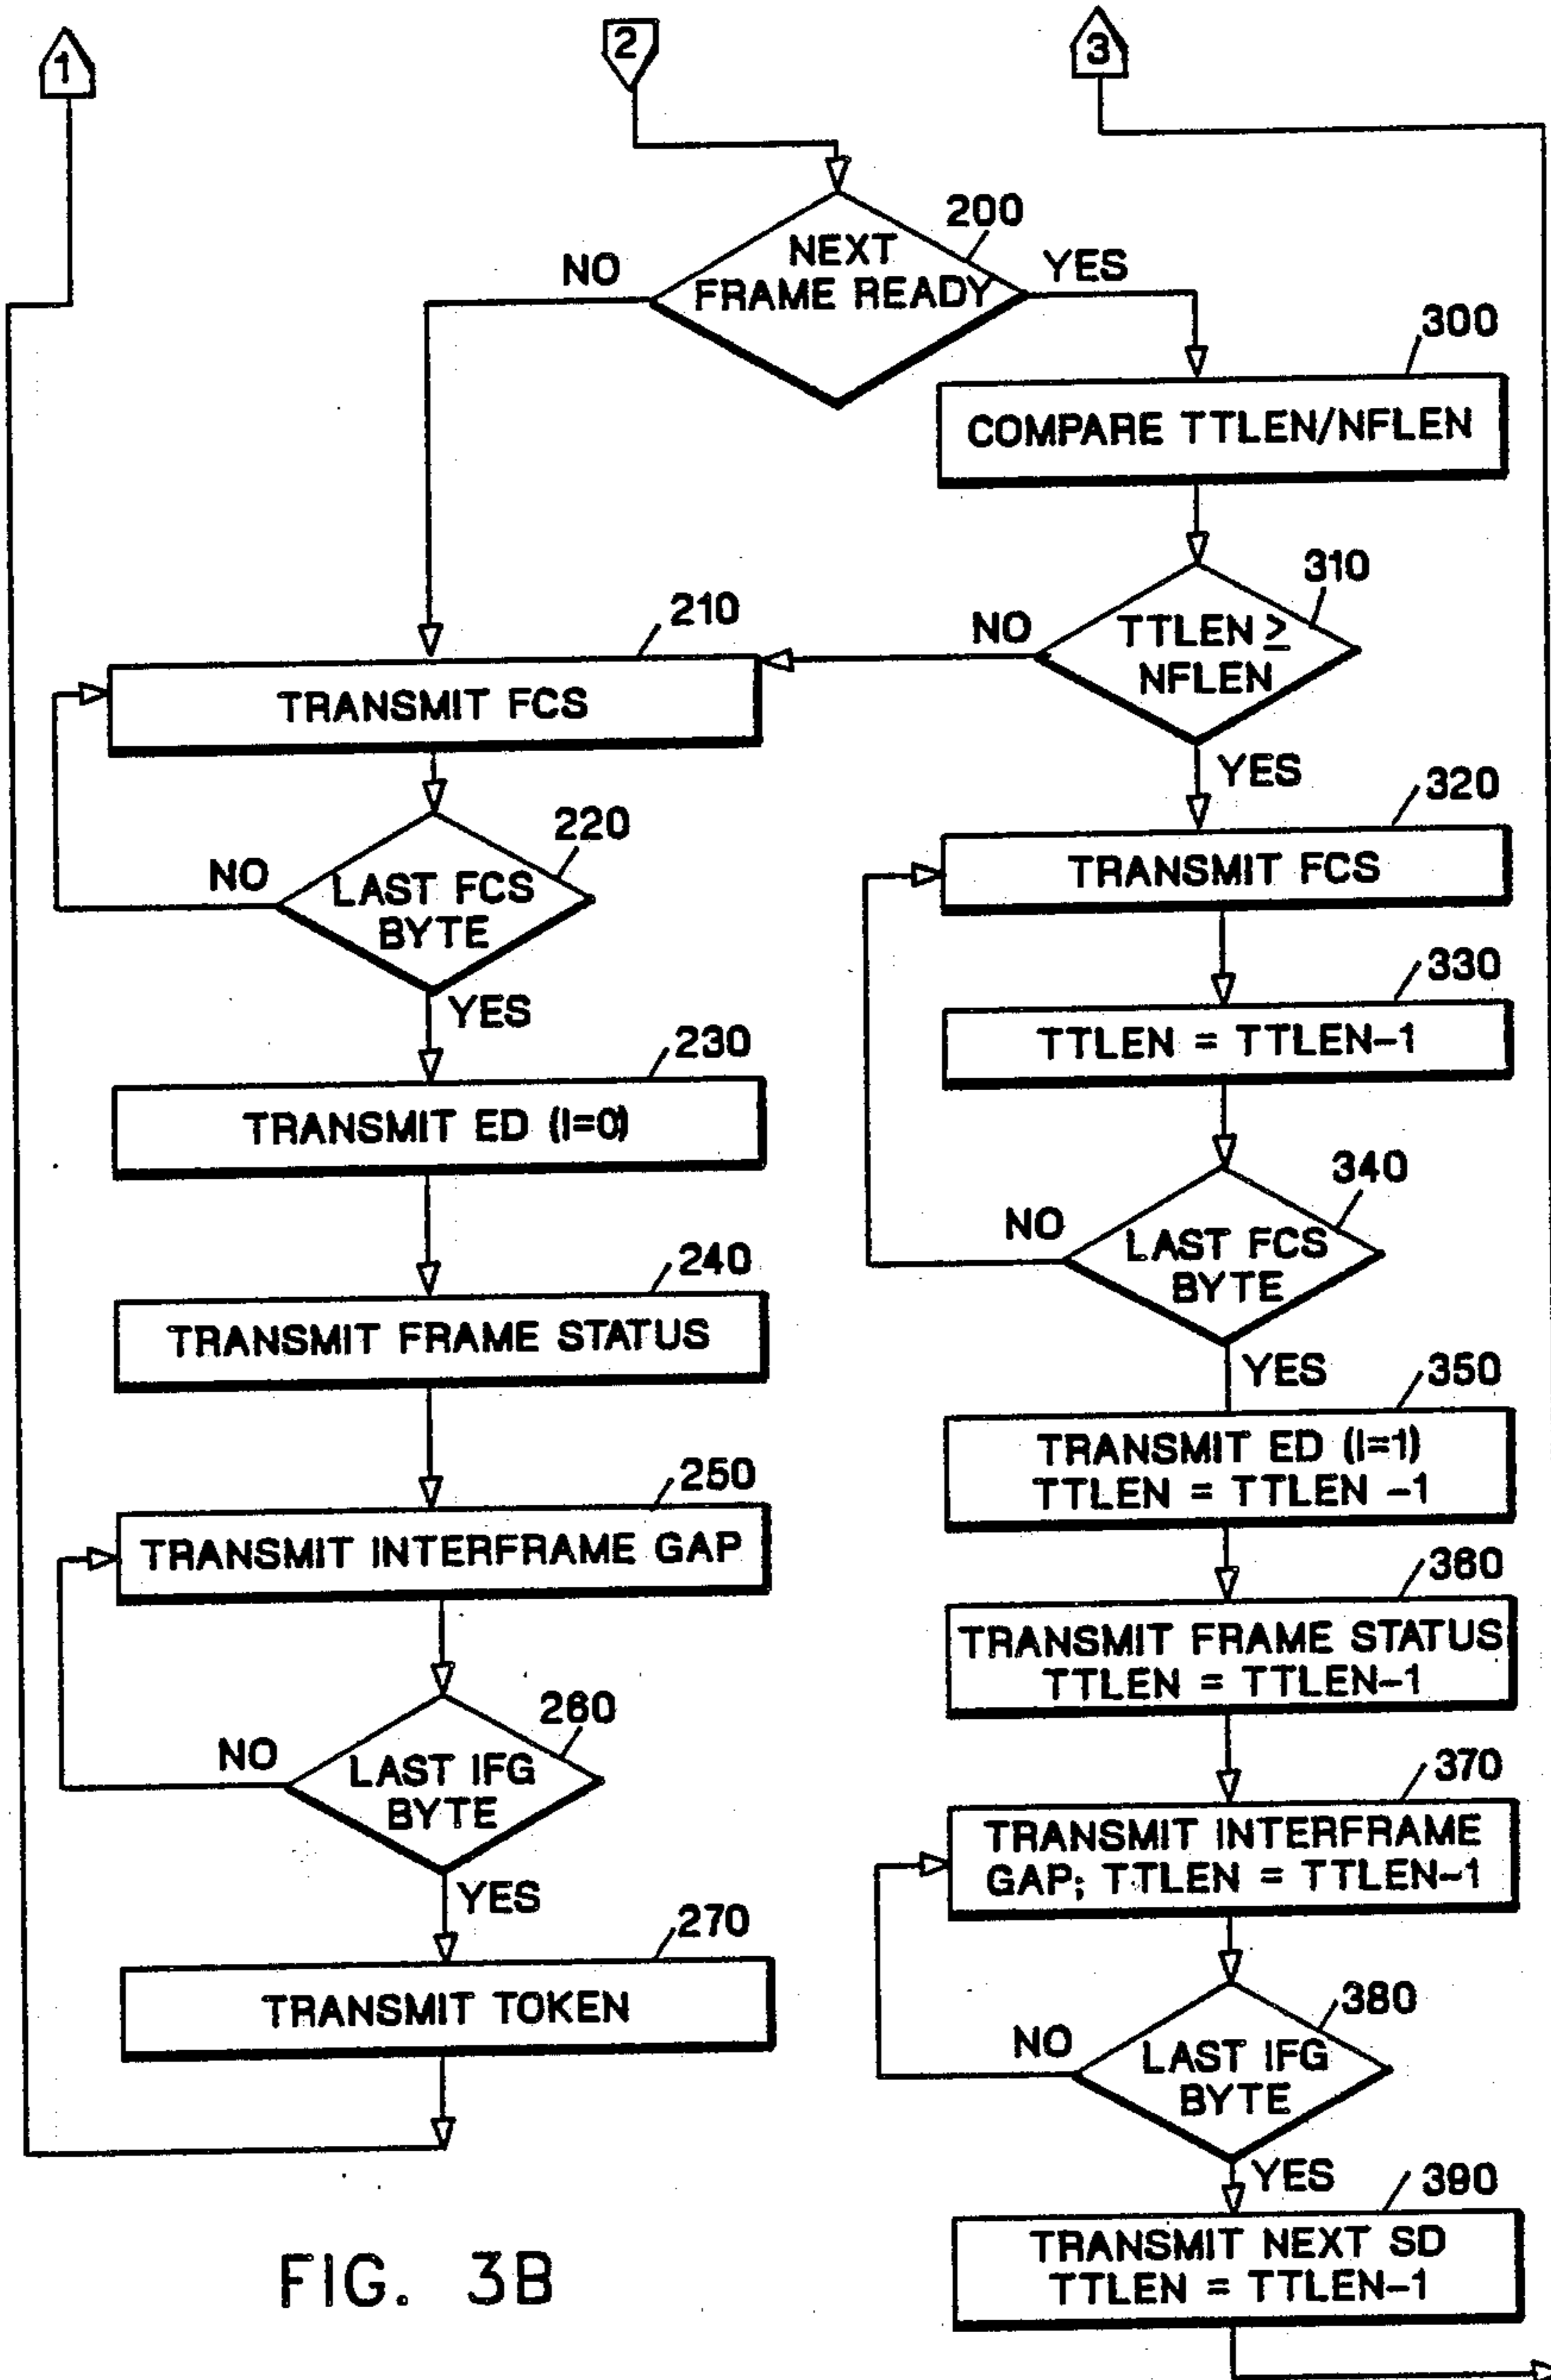 1
2
3
200
NEXT
FRAME READY
NO
YES
300
COMPARE TTLEN/NFLEN
310
TTLEN ≥
NFLEN
NO
YES
210
TRANSMIT FCS
220
LAST FCS
BYTE
NO
YES
230
TRANSMIT ED (I=0)
240
TRANSMIT FRAME STATUS
250
TRANSMIT INTERFRAME GAP
260
LAST IFG
BYTE
NO
YES
270
TRANSMIT TOKEN
320
TRANSMIT FCS
330
TTLEN = TTLEN-1
340
LAST FCS
BYTE
NO
YES
350
TRANSMIT ED (I=1)
TTLEN = TTLEN -1
360
TRANSMIT FRAME STATUS
TTLEN = TTLEN-1
370
TRANSMIT INTERFRAME
GAP; TTLEN = TTLEN-1
380
LAST IFG
BYTE
NO
YES
390
TRANSMIT NEXT SD
TTLEN = TTLEN-1
FIG. 3B